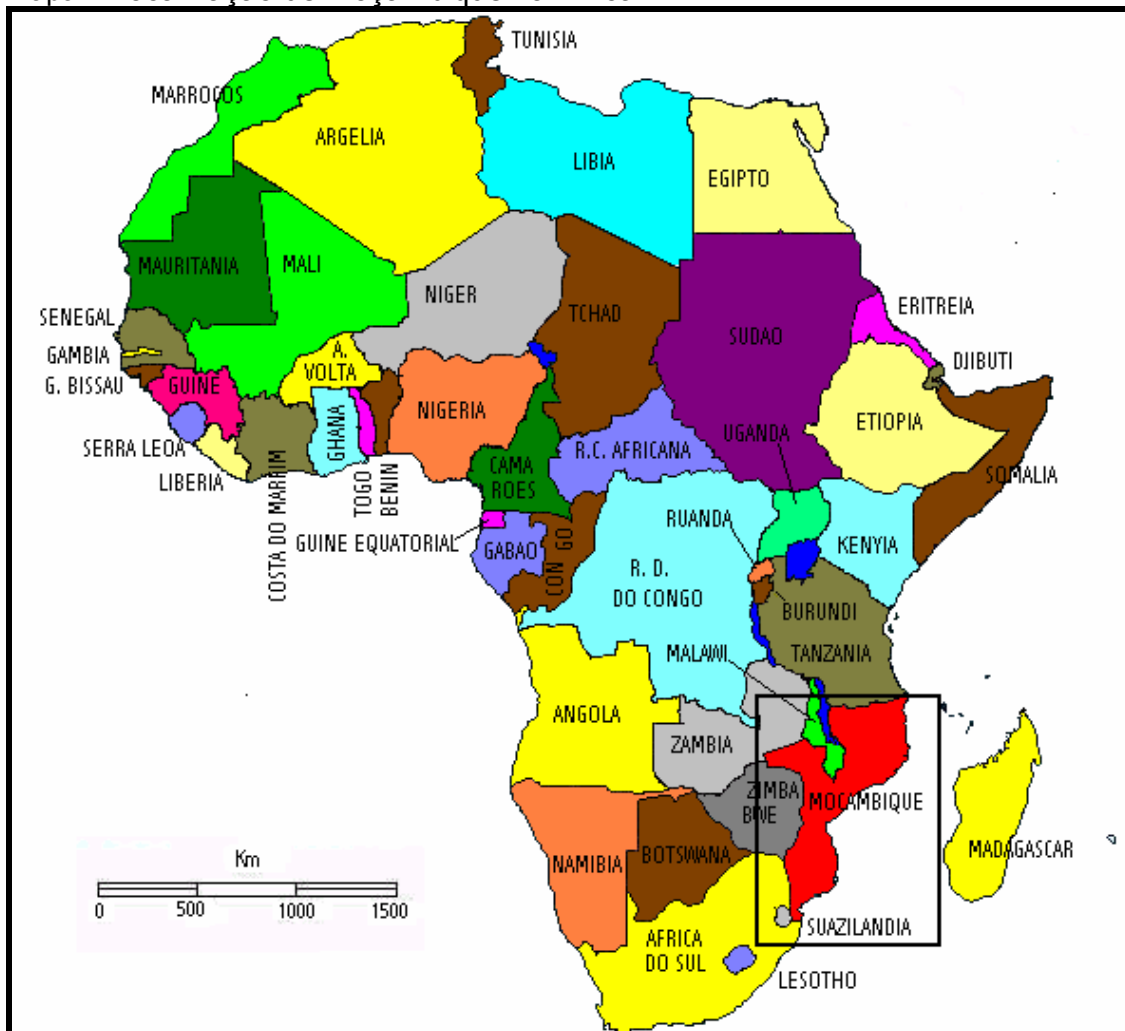 TUNISIA
MARROCOS
ARGELIA
LIBIA
EGIPTO
MAURITANIA
MALI
NIGER
TCHAD
SUDAO
ERITREIA
SENEGAL
GAMBIA
G. BISSAU
GUINE
A.
VOLTA
DJIBUTI
NIGERIA
ETIOPIA
SERRA LEOA
LIBERIA
COSTA DO MARFIM
GHANA
TOGO
BENIN
CAMA
ROES
R.C. AFRICANA
UGANDA
SOMALIA
GUINE EQUATORIAL
GABAO
CON GO
RUANDA
KENYIA
R. D.
DO CONGO
BURUNDI
TANZANIA
MALAWI
ANGOLA
ZAMBIA
ZIMBA
BWE
MOCAMBIQUE
MADAGASCAR
NAMIBIA
BOTSWANA
SUAZILANDIA
AFRICA
DO SUL
LESOTHO
Km
0 500 1000 1500